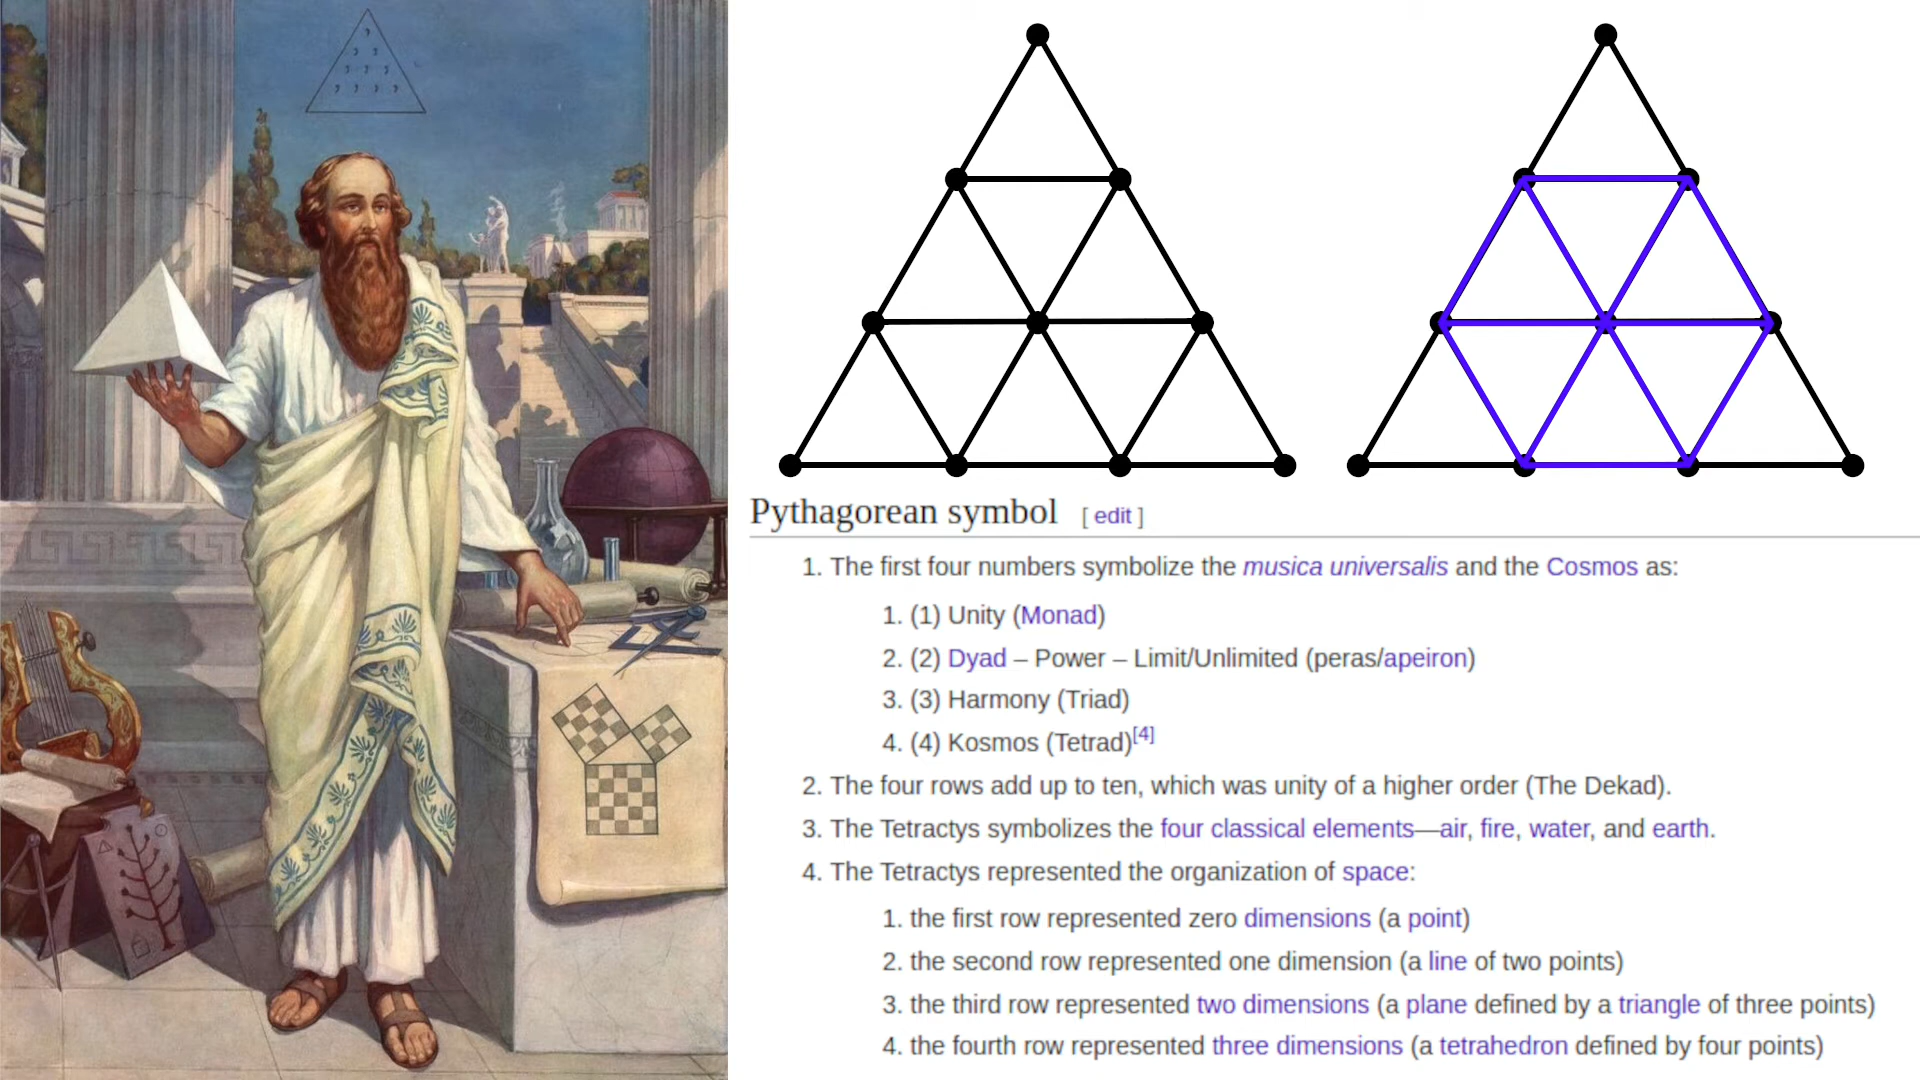 Pythagorean symbol [ edit ]
1. The first four numbers symbolize the musica universalis and the Cosmos as:
1. (1) Unity (Monad)
2. (2) Dyad – Power – Limit/Unlimited (peras/apeiron)
3. (3) Harmony (Triad)
4. (4) Kosmos (Tetrad)[4]
2. The four rows add up to ten, which was unity of a higher order (The Dekad).
3. The Tetractys symbolizes the four classical elements—air, fire, water, and earth.
4. The Tetractys represented the organization of space:
1. the first row represented zero dimensions (a point)
2. the second row represented one dimension (a line of two points)
3. the third row represented two dimensions (a plane defined by a triangle of three points)
4. the fourth row represented three dimensions (a tetrahedron defined by four points)